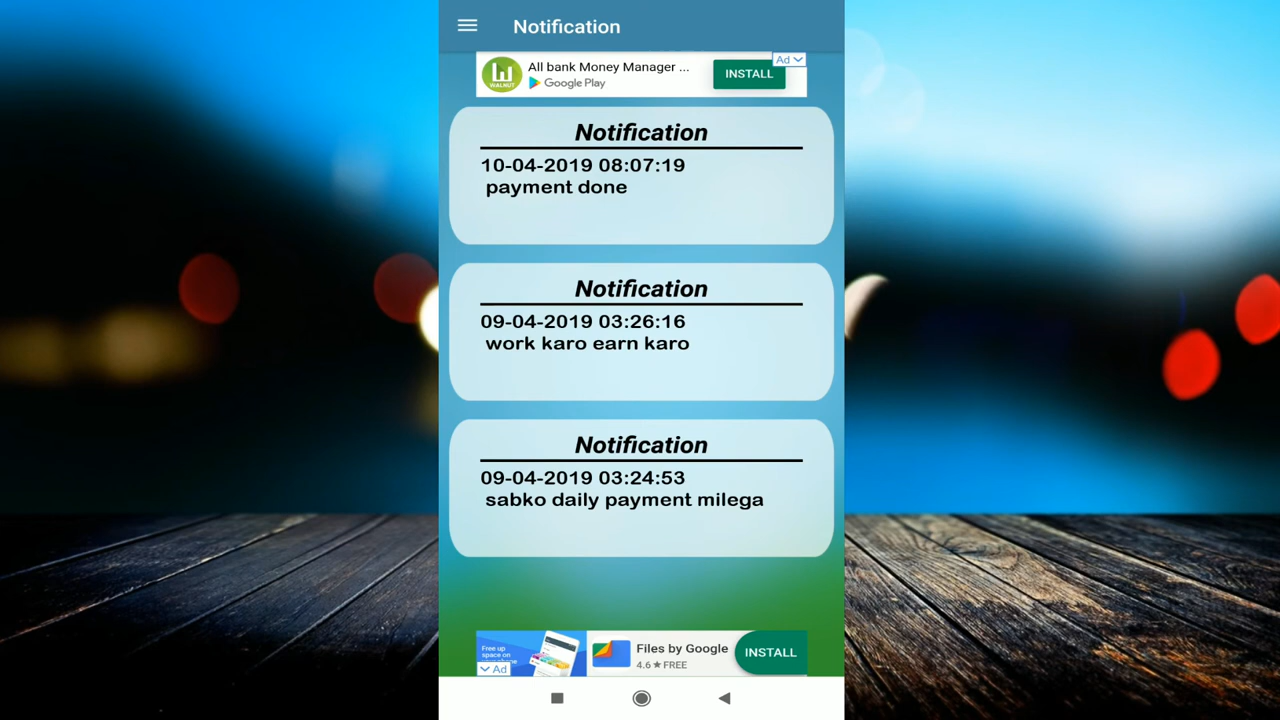 Notification
Ad
All bank Money Manager ...
WALNUT
Google Play
INSTALL
Notification
10-04-2019 08:07:19
payment done
Notification
09-04-2019 03:26:16
work karo earn karo
Notification
09-04-2019 03:24:53
sabko daily payment milega
Free up
space on
Ad
Files by Google
4.6 ★ FREE
INSTALL